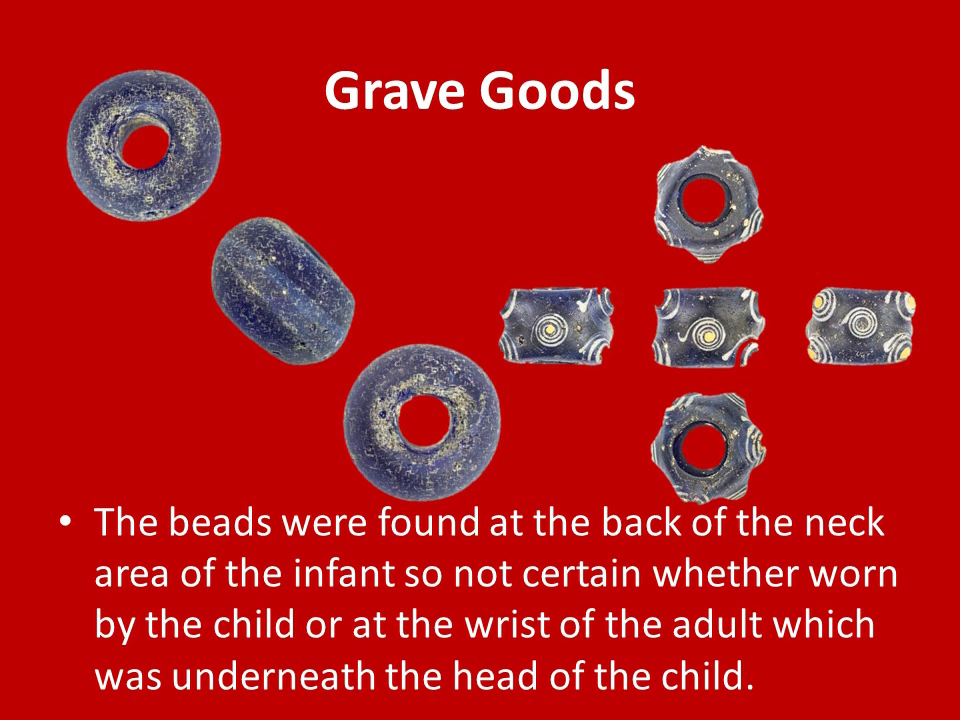 Grave Goods
• The beads were found at the back of the neck
area of the infant so not certain whether worn
by the child or at the wrist of the adult which
was underneath the head of the child.